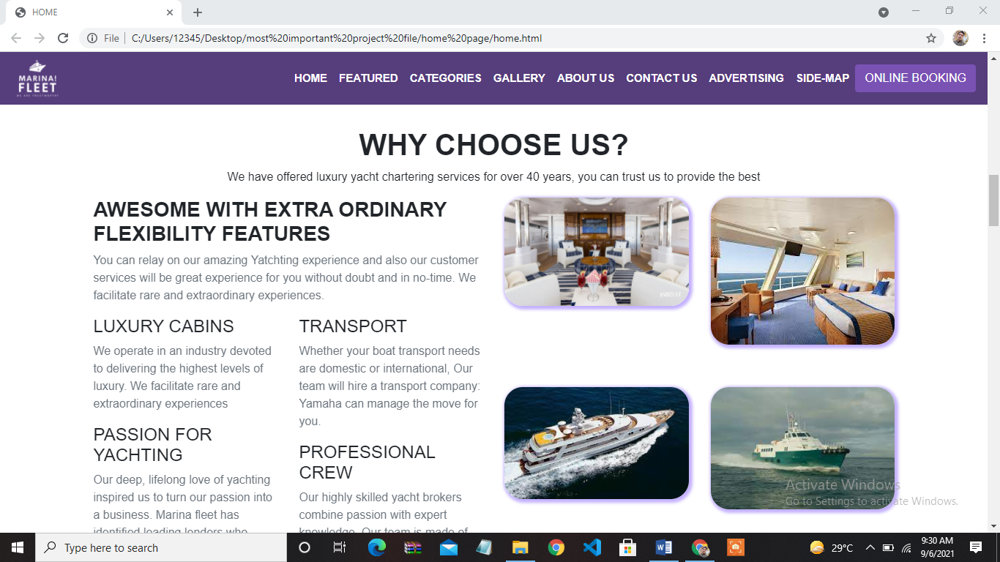 HOME
File
C:/Users/12345/Desktop/most%20important%20project%20file/home%20page/home.html
MARINA!
FLEET
WE ARE TRUSTWORTHY
HOME FEATURED CATEGORIES GALLERY ABOUT US CONTACT US ADVERTISING SIDE-MAP ONLINE BOOKING
WHY CHOOSE US?
We have offered luxury yacht chartering services for over 40 years, you can trust us to provide the best
AWESOME WITH EXTRA ORDINARY
FLEXIBILITY FEATURES
You can relay on our amazing Yatchting experience and also our customer
services will be great experience for you without doubt and in no-time. We
facilitate rare and extraordinary experiences.
LUXURY CABINS
We operate in an industry devoted
to delivering the highest levels of
luxury. We facilitate rare and
extraordinary experiences
PASSION FOR
YACHTING
Our deep, lifelong love of yachting
inspired us to turn our passion into
a business. Marina fleet has
identified leading lenders who
TRANSPORT
Whether your boat transport needs
are domestic or international, Our
team will hire a transport company:
Yamaha can manage the move for
you.
PROFESSIONAL
CREW
Our highly skilled yacht brokers
combine passion with expert
knowledge. Our team is made of
Activate Windows
Go to Settings to activate Windows.
Type here to search
29°C
9:30 AM
9/6/2021